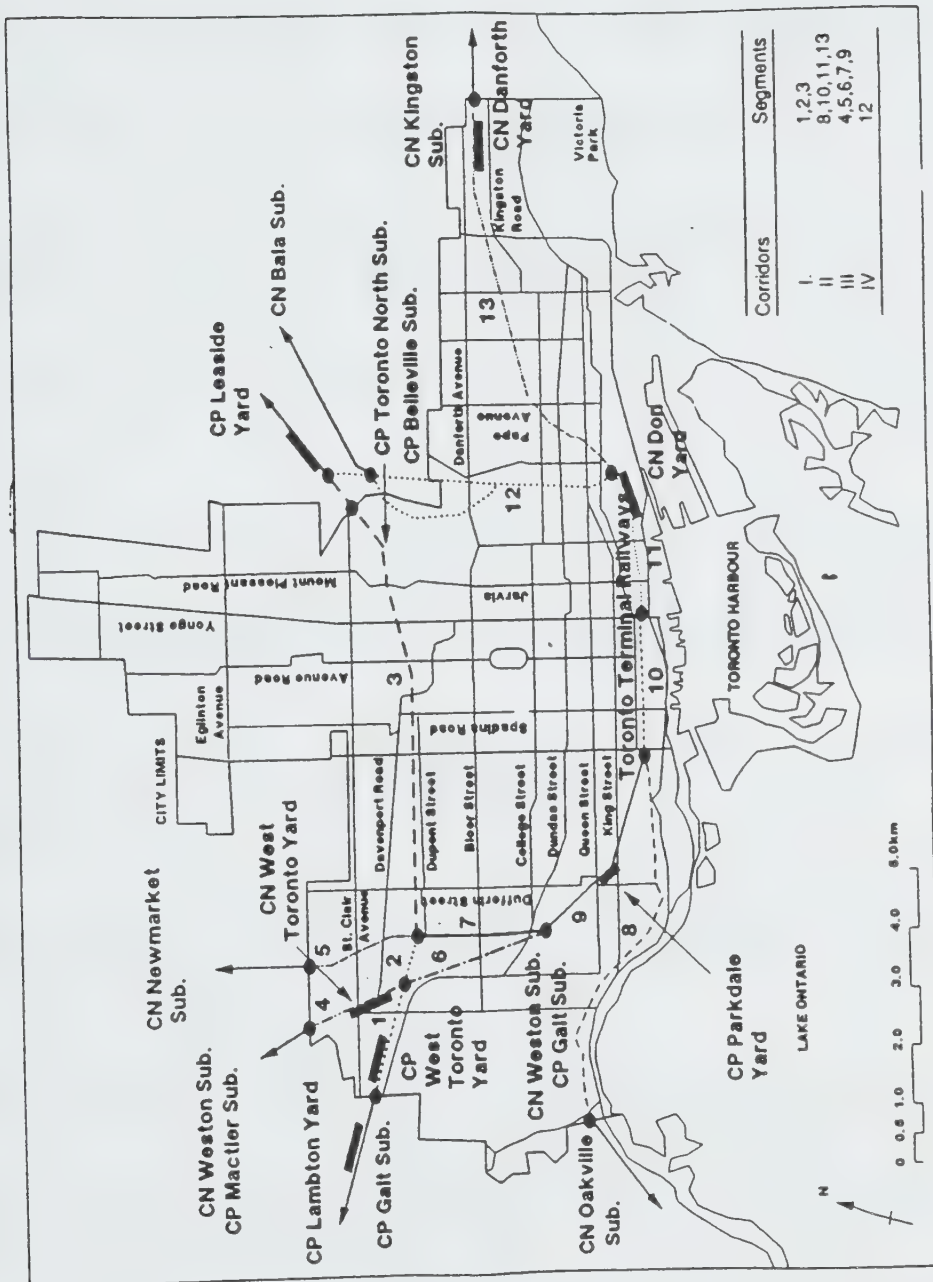 CITY LIMITS
CN Newmarket
Sub.
CN West
Toronto Yard
CN Weston Sub.
CP Mactier Sub.
CP Lambton Yard
CP Galt Sub.
CP
West
Toronto
Yard
CN Weston Sub.
CP Galt Sub.
CP Parkdale
Yard
CN Oakville
Sub.
LAKE ONTARIO
TORONTO HARBOUR
Toronto Terminal Railways
CN Don
Yard
CP Leaside
Yard
CN Bala Sub.
CP Toronto North Sub.
CP Belleville Sub.
CN Kingston
Sub.
CN Danforth
Yard
Kingston
Road
Victoria
Park
Eglinton
Avenue
St. Clair
Avenue
Davenport Road
Dupont Street
Bloor Street
College Street
Dundas Street
Queen Street
King Street
Dufferin Street
Spadina Road
Avenue Road
Yonge Street
Mount Pleasant Road
Jarvis
Danforth Avenue
Pape
Avenue
1
2
3
4
5
6
7
8
9
10
11
12
13
N
0 0.5 1.0 2.0 3.0 4.0 5.0km
Corridors Segments
I 1,2,3
II 8,10,11,13
III 4,5,6,7,9
IV 12